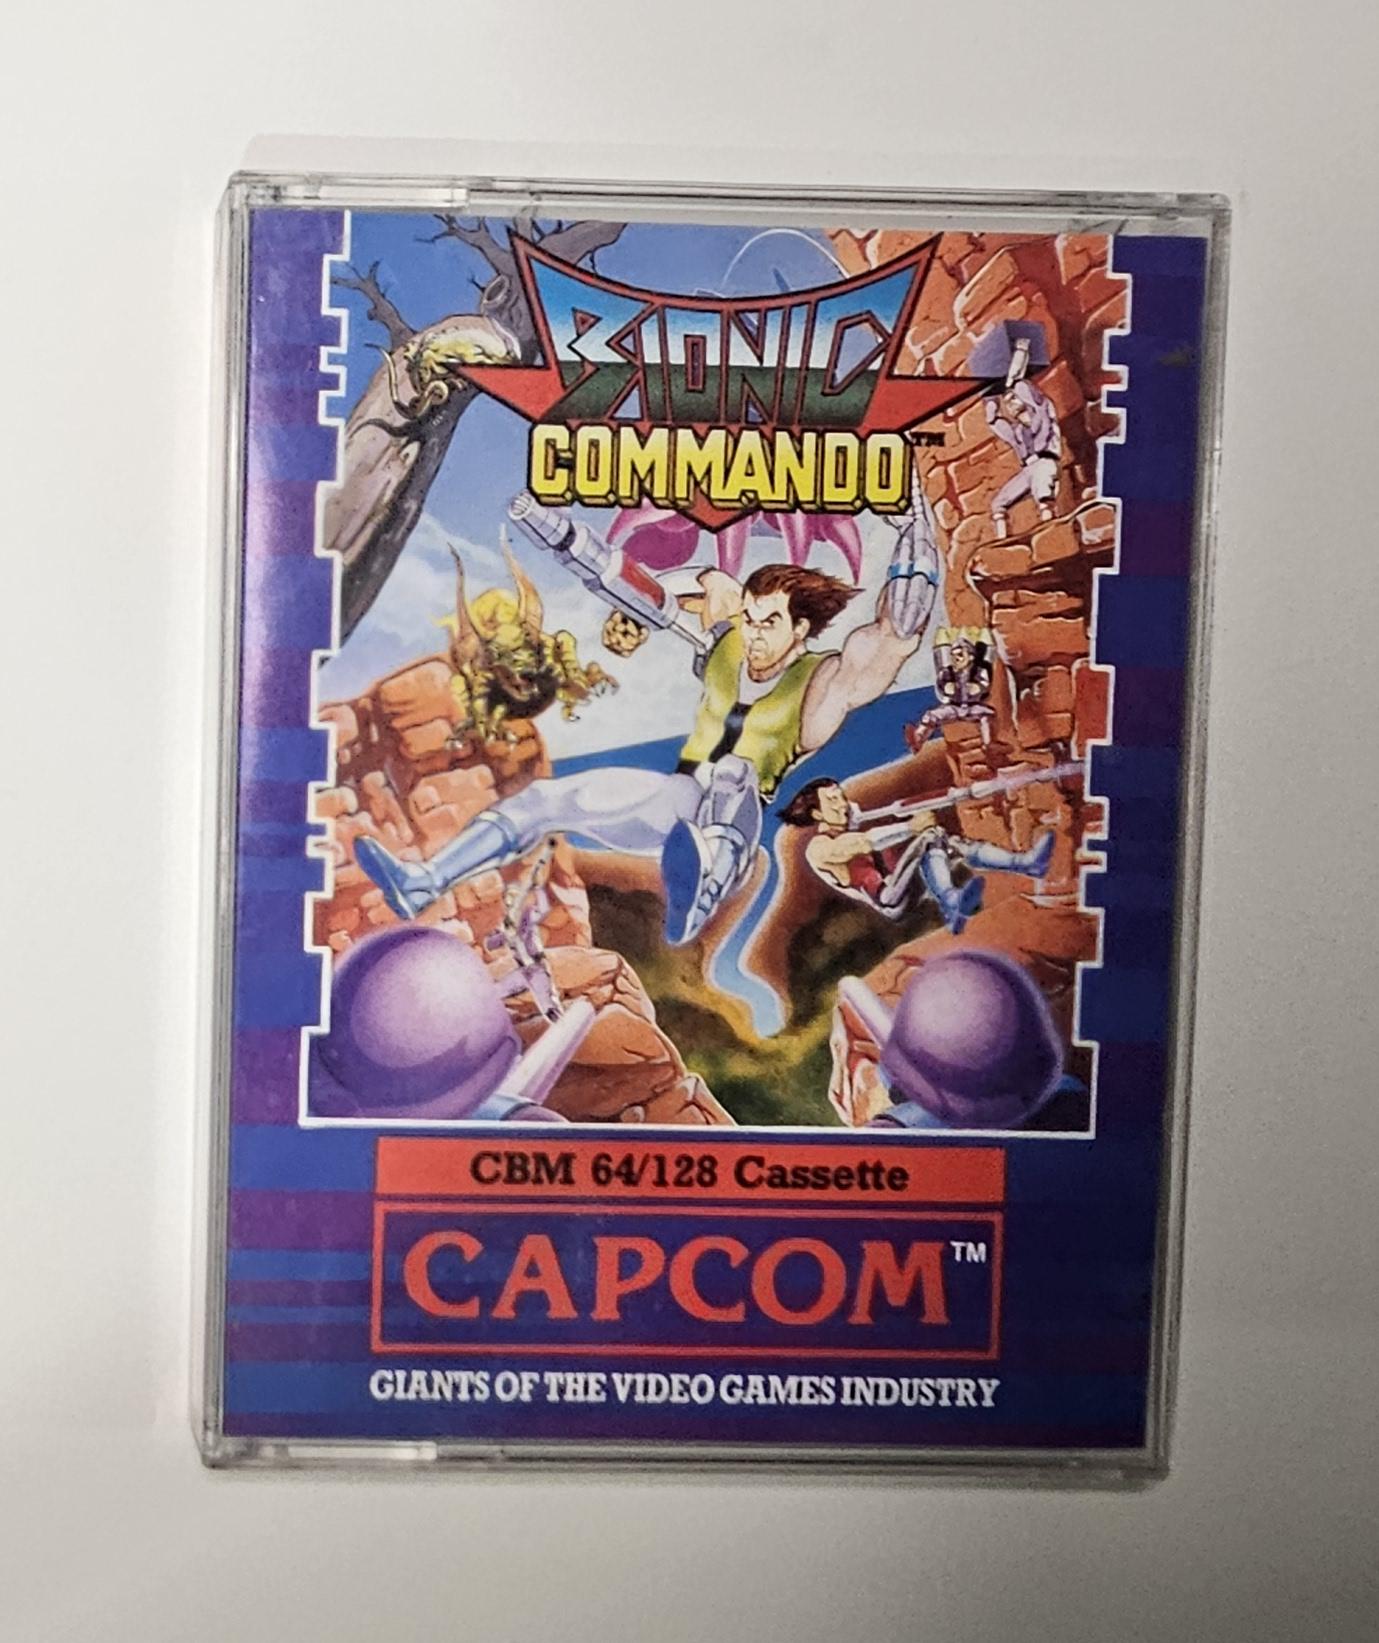 BIONIC
COMMANDO™
CBM 64/128 Cassette
CAPCOM™
GIANTS OF THE VIDEO GAMES INDUSTRY